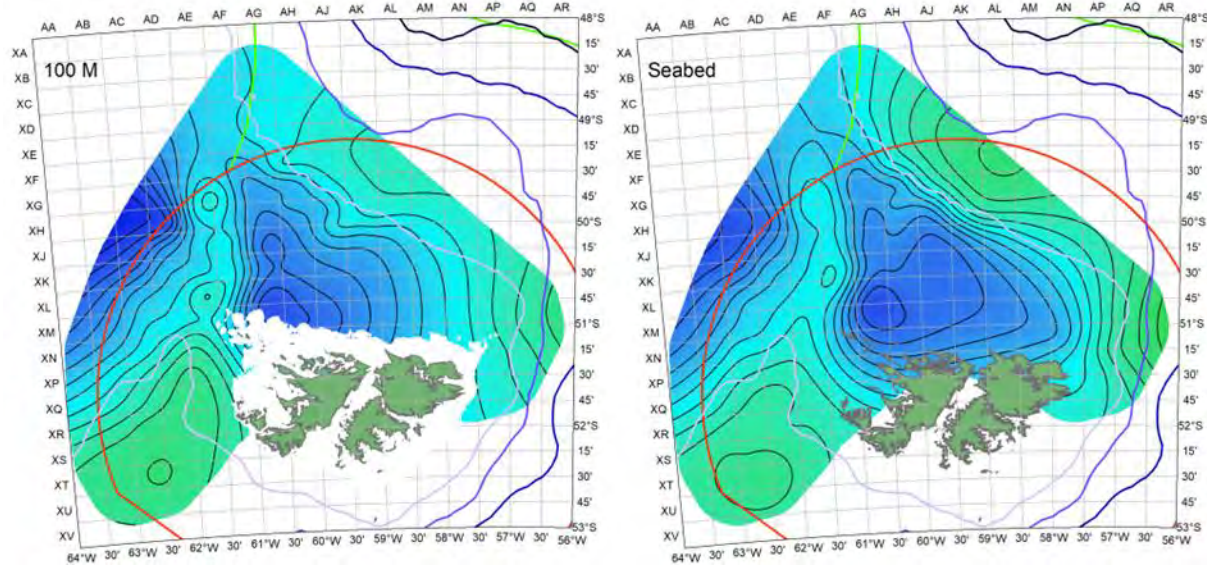 AA AB AC AD AE AF AG AH AJ AK AL AM AN AP AQ AR
48°S
15'
30'
45'
49°S
15'
30'
45'
50°S
15'
30'
45'
51°S
15'
30'
45'
52°S
15'
30'
45'
53°S
XA
XB
XC
XD
XE
XF
XG
XH
XJ
XK
XL
XM
XN
XP
XQ
XR
XS
XT
XU
XV
100 M
64°W 30' 63°W 30' 62°W 30' 61°W 30' 60°W 30' 59°W 30' 58°W 30' 57°W 30' 56°W
AA AB AC AD AE AF AG AH AJ AK AL AM AN AP AQ AR
48°S
15'
30'
45'
49°S
15'
30'
45'
50°S
15'
30'
45'
51°S
15'
30'
45'
52°S
15'
30'
45'
53°S
XA
XB
XC
XD
XE
XF
XG
XH
XJ
XK
XL
XM
XN
XP
XQ
XR
XS
XT
XU
XV
Seabed
64°W 30' 63°W 30' 62°W 30' 61°W 30' 60°W 30' 59°W 30' 58°W 30' 57°W 30' 56°W